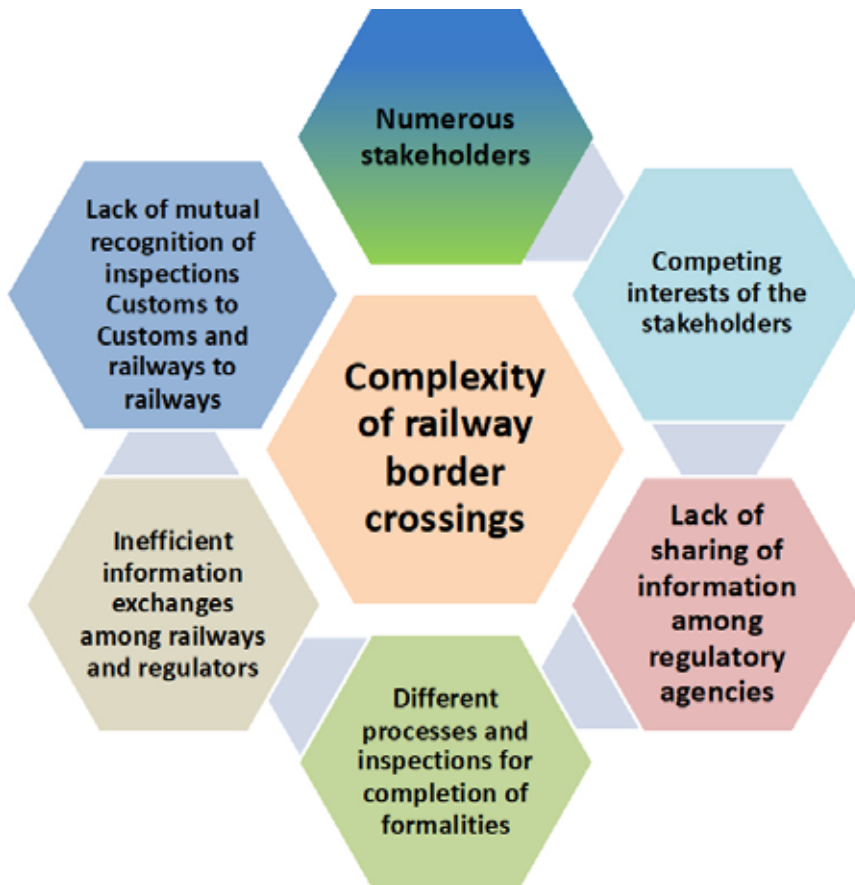 Numerous
stakeholders
Competing
interests of the
stakeholders
Lack of
sharing of
information
among
regulatory
agencies
Different
processes and
inspections for
completion of
formalities
Inefficient
information
exchanges
among railways
and regulators
Lack of mutual
recognition of
inspections
Customs to
Customs and
railways to
railways
Complexity
of railway
border
crossings